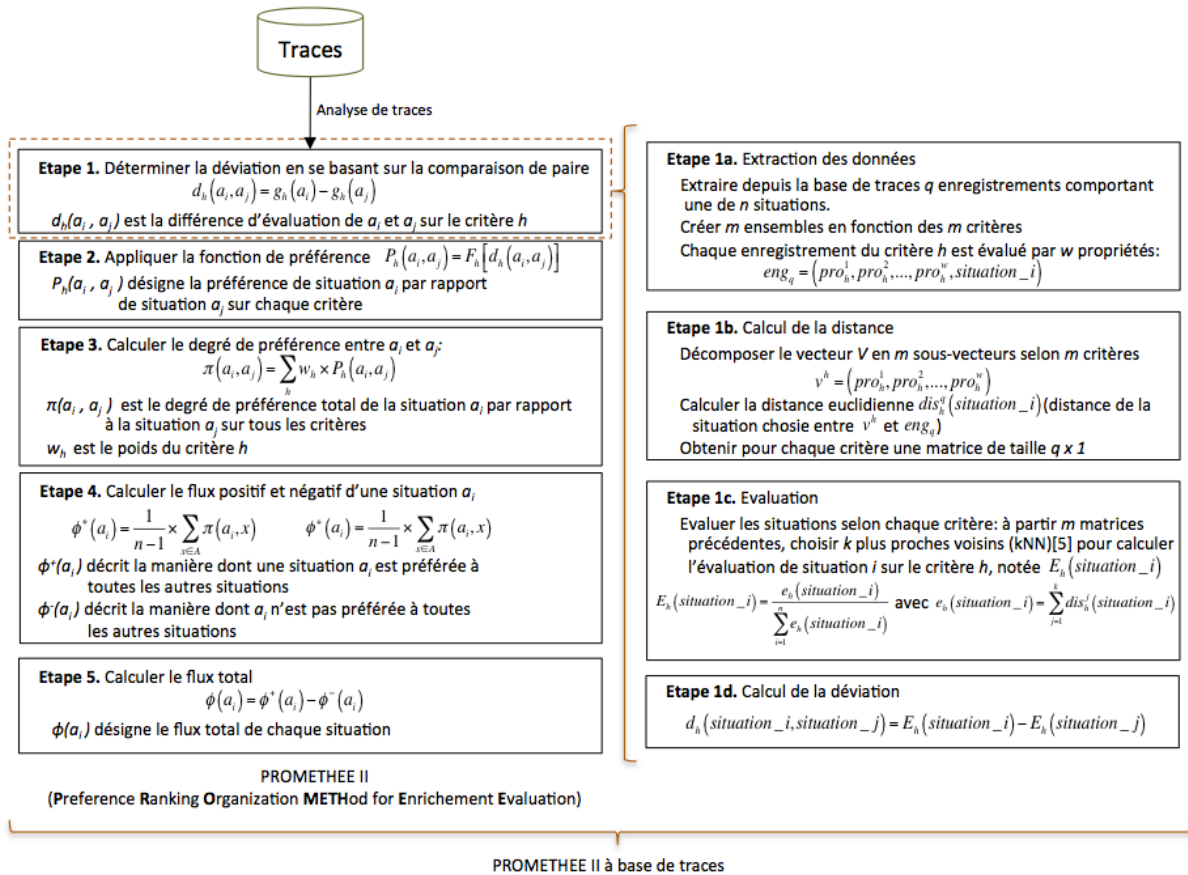 Traces
Analyse de traces
Etape 1. Déterminer la déviation en se basant sur la comparaison de paire
d_h(a_i,a_j)=g_h(a_i)−g_h(a_j)
d_h(a_i , a_j) est la différence d'évaluation de a_i et a_j sur le critère h
Etape 2. Appliquer la fonction de préférence P_h(a_i,a_j)=F_h[d_h(a_i,a_j)]
P_h(a_i , a_j ) désigne la préférence de situation a_i par rapport
de situation a_j sur chaque critère
Etape 3. Calculer le degré de préférence entre a_i et a_j:
π(a_i,a_j)=∑_h w_h×P_h(a_i,a_j)
π(a_i , a_j ) est le degré de préférence total de la situation a_i par rapport
à la situation a_j sur tous les critères
w_h est le poids du critère h
Etape 4. Calculer le flux positif et négatif d'une situation a_i
ϕ⁺(a_i)=1/(n−1)×∑_{x∈A} π(a_i,x) ϕ⁺(a_i)=1/(n−1)×∑_{x∈A} π(a_i,x)
ϕ⁺(a_i) décrit la manière dont une situation a_i est préférée à
toutes les autres situations
ϕ⁻(a_i) décrit la manière dont a_i n'est pas préférée à toutes
les autres situations
Etape 5. Calculer le flux total
ϕ(a_i)=ϕ⁺(a_i)−ϕ⁻(a_i)
ϕ(a_i) désigne le flux total de chaque situation
PROMETHEE II
(Preference Ranking Organization METHod for Enrichement Evaluation)
Etape 1a. Extraction des données
Extraire depuis la base de traces q enregistrements comportant
une de n situations.
Créer m ensembles en fonction des m critères
Chaque enregistrement du critère h est évalué par w propriétés:
eng_q=(pro_h^1,pro_h^2,...,pro_h^w,situation_i)
Etape 1b. Calcul de la distance
Décomposer le vecteur V en m sous-vecteurs selon m critères
v^h=(pro_h^1,pro_h^2,...,pro_h^w)
Calculer la distance euclidienne dis_h^q(situation_i)(distance de la
situation chosie entre v^h et eng_q)
Obtenir pour chaque critère une matrice de taille q x 1
Etape 1c. Evaluation
Evaluer les situations selon chaque critère: à partir m matrices
précédentes, choisir k plus proches voisins (kNN)[5] pour calculer
l'évaluation de situation i sur le critère h, notée E_h(situation_i)
E_h(situation_i)=e_h(situation_i)/∑_{i=1}^n e_h(situation_i) avec e_h(situation_i)=∑_{j=1}^k dis_h^j(situation_i)
Etape 1d. Calcul de la déviation
d_h(situation_i,situation_j)=E_h(situation_i)−E_h(situation_j)
PROMETHEE II à base de traces